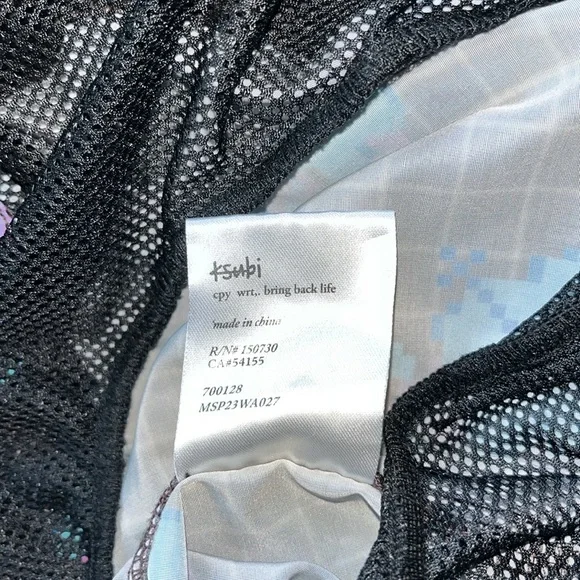 ksubi
cpy wrt,. bring back life
made in china
R/N# 150730
CA#54155
700128
MSP23WA027